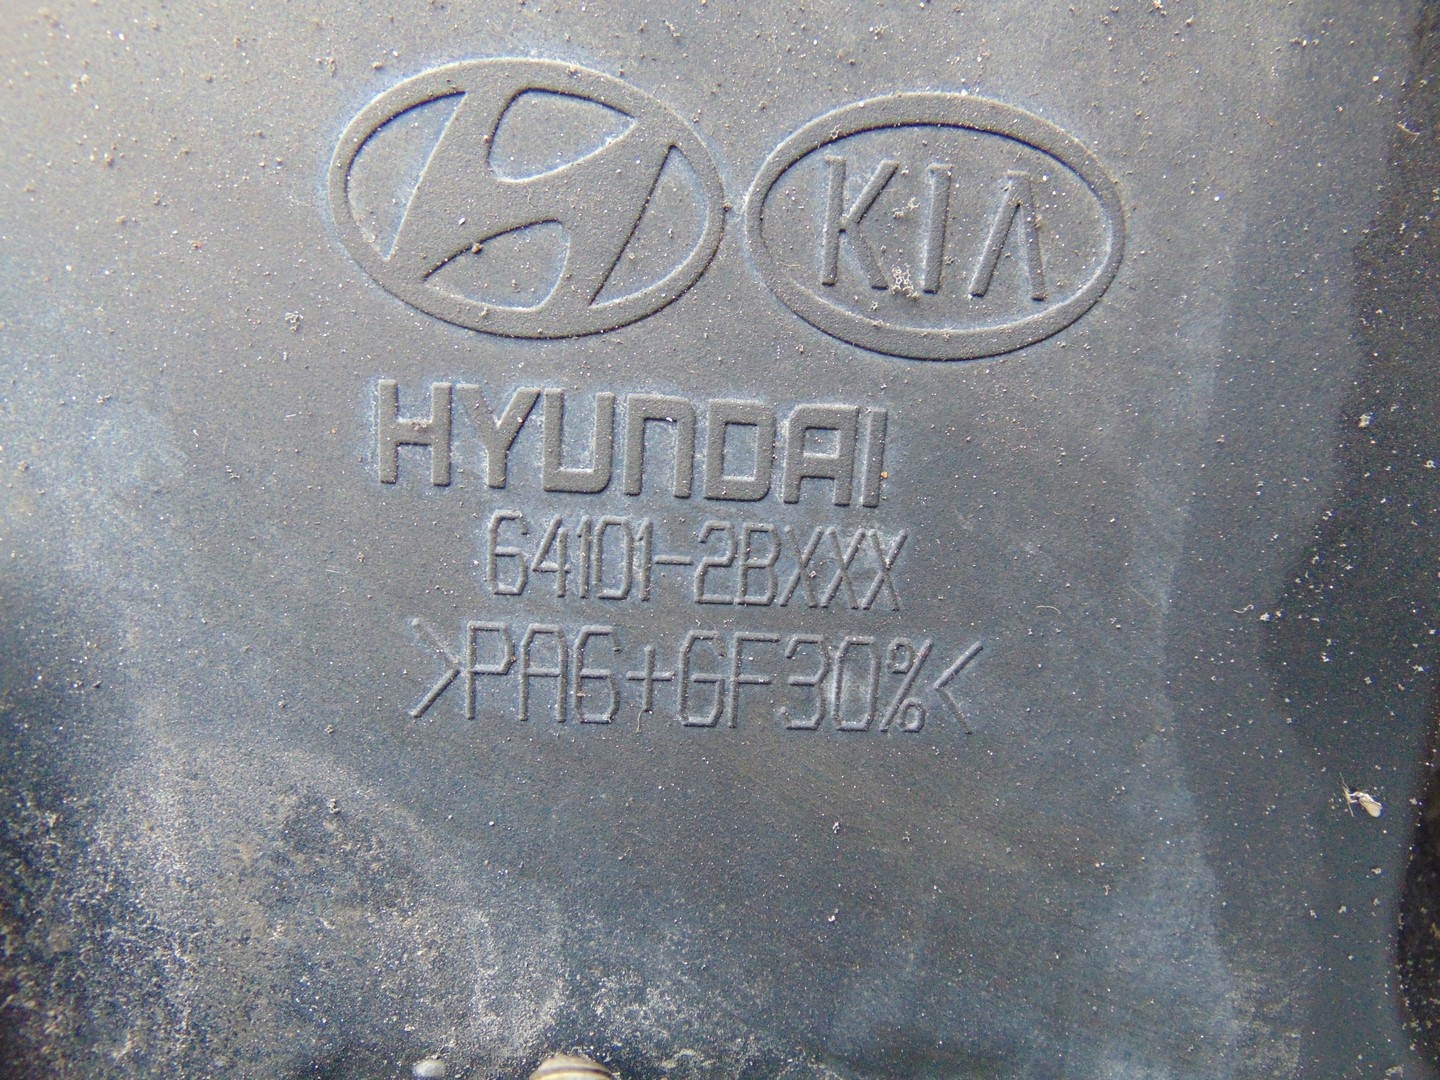 KIA
HYUNDAI
64101-2BXXX
>PA6+GF30%<